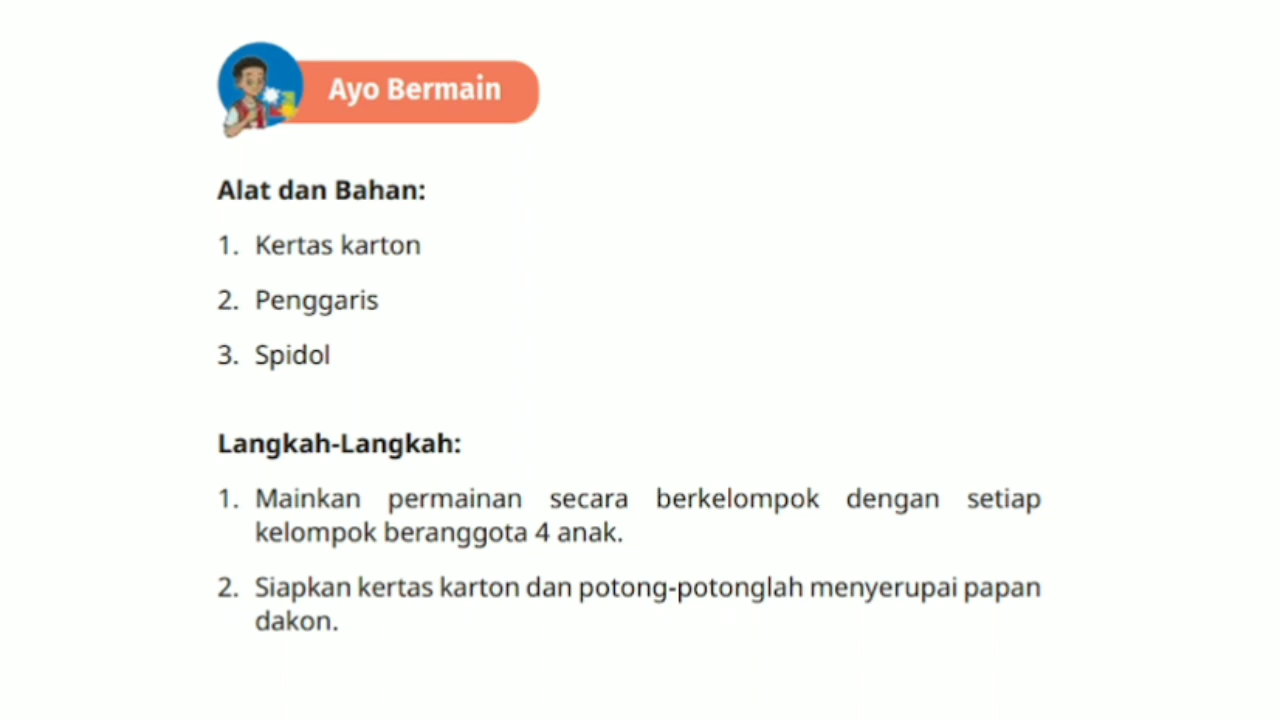 Ayo Bermain
Alat dan Bahan:
1. Kertas karton
2. Penggaris
3. Spidol
Langkah-Langkah:
1. Mainkan permainan secara berkelompok dengan setiap
kelompok beranggota 4 anak.
2. Siapkan kertas karton dan potong-potonglah menyerupai papan
dakon.